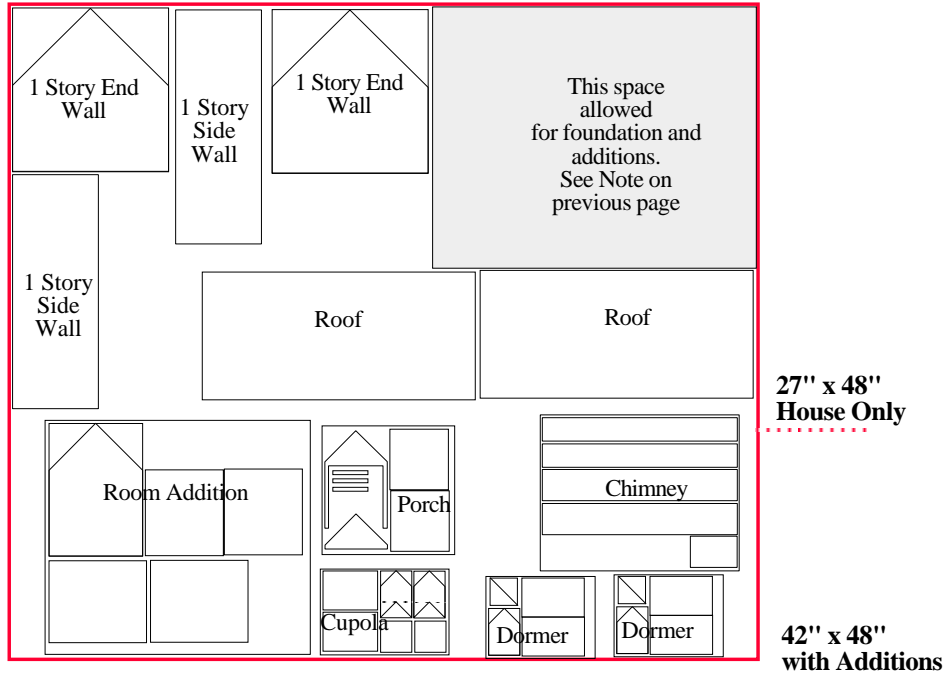 1 Story End
Wall
1 Story
Side
Wall
1 Story End
Wall
This space
allowed
for foundation and
additions.
See Note on
previous page
1 Story
Side
Wall
Roof
Roof
27" x 48"
House Only
Room Addition
Porch
Chimney
Cupola
Dormer
Dormer
42" x 48"
with Additions